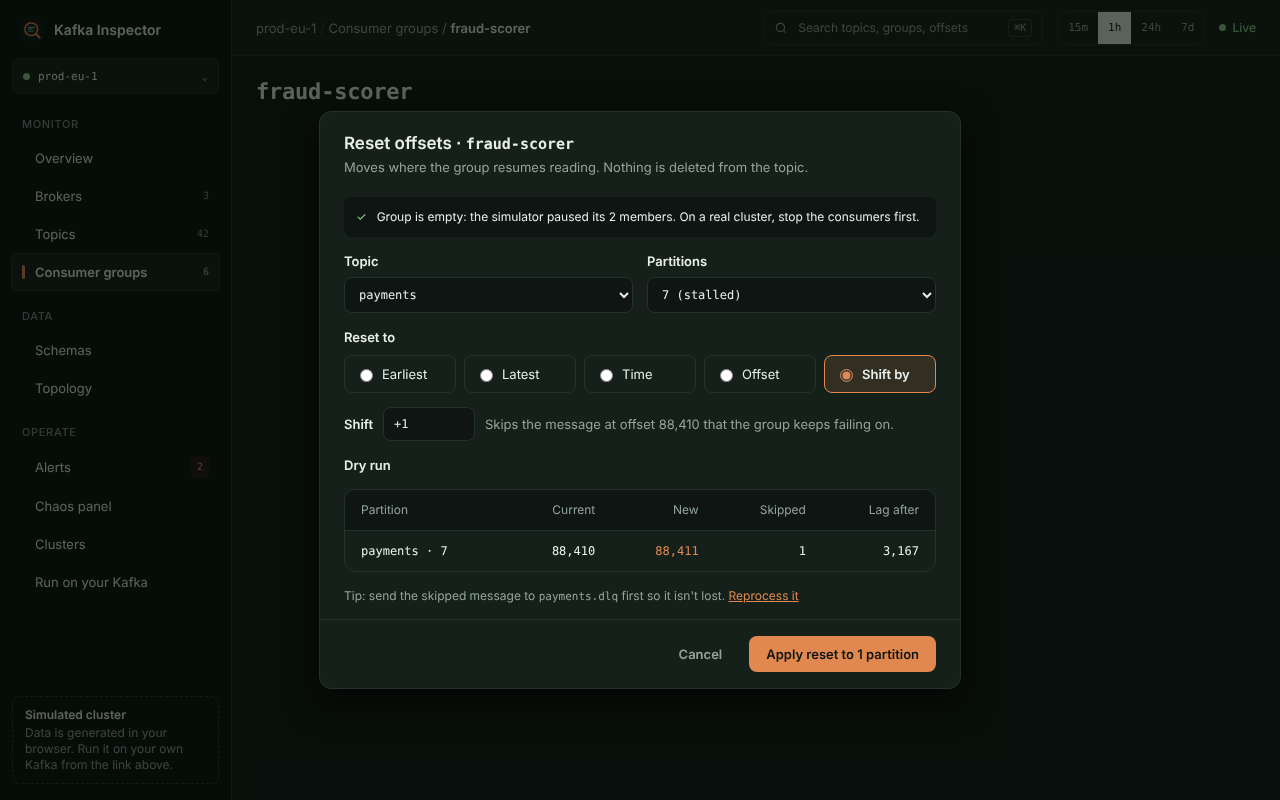 Kafka Inspector
prod-eu-1
MONITOR
Overview
Brokers 3
Topics 42
Consumer groups 6
DATA
Schemas
Topology
OPERATE
Alerts 2
Chaos panel
Clusters
Run on your Kafka
Simulated cluster
Data is generated in your
browser. Run it on your own
Kafka from the link above.
prod-eu-1 / Consumer groups / fraud-scorer
Search topics, groups, offsets ⌘K
15m 1h 24h 7d
Live
fraud-scorer
Reset offsets · fraud-scorer
Moves where the group resumes reading. Nothing is deleted from the topic.
✓ Group is empty: the simulator paused its 2 members. On a real cluster, stop the consumers first.
Topic Partitions
payments 7 (stalled)
Reset to
Earliest Latest Time Offset Shift by
Shift +1 Skips the message at offset 88,410 that the group keeps failing on.
Dry run
Partition Current New Skipped Lag after
payments · 7 88,410 88,411 1 3,167
Tip: send the skipped message to payments.dlq first so it isn't lost. Reprocess it
Cancel Apply reset to 1 partition